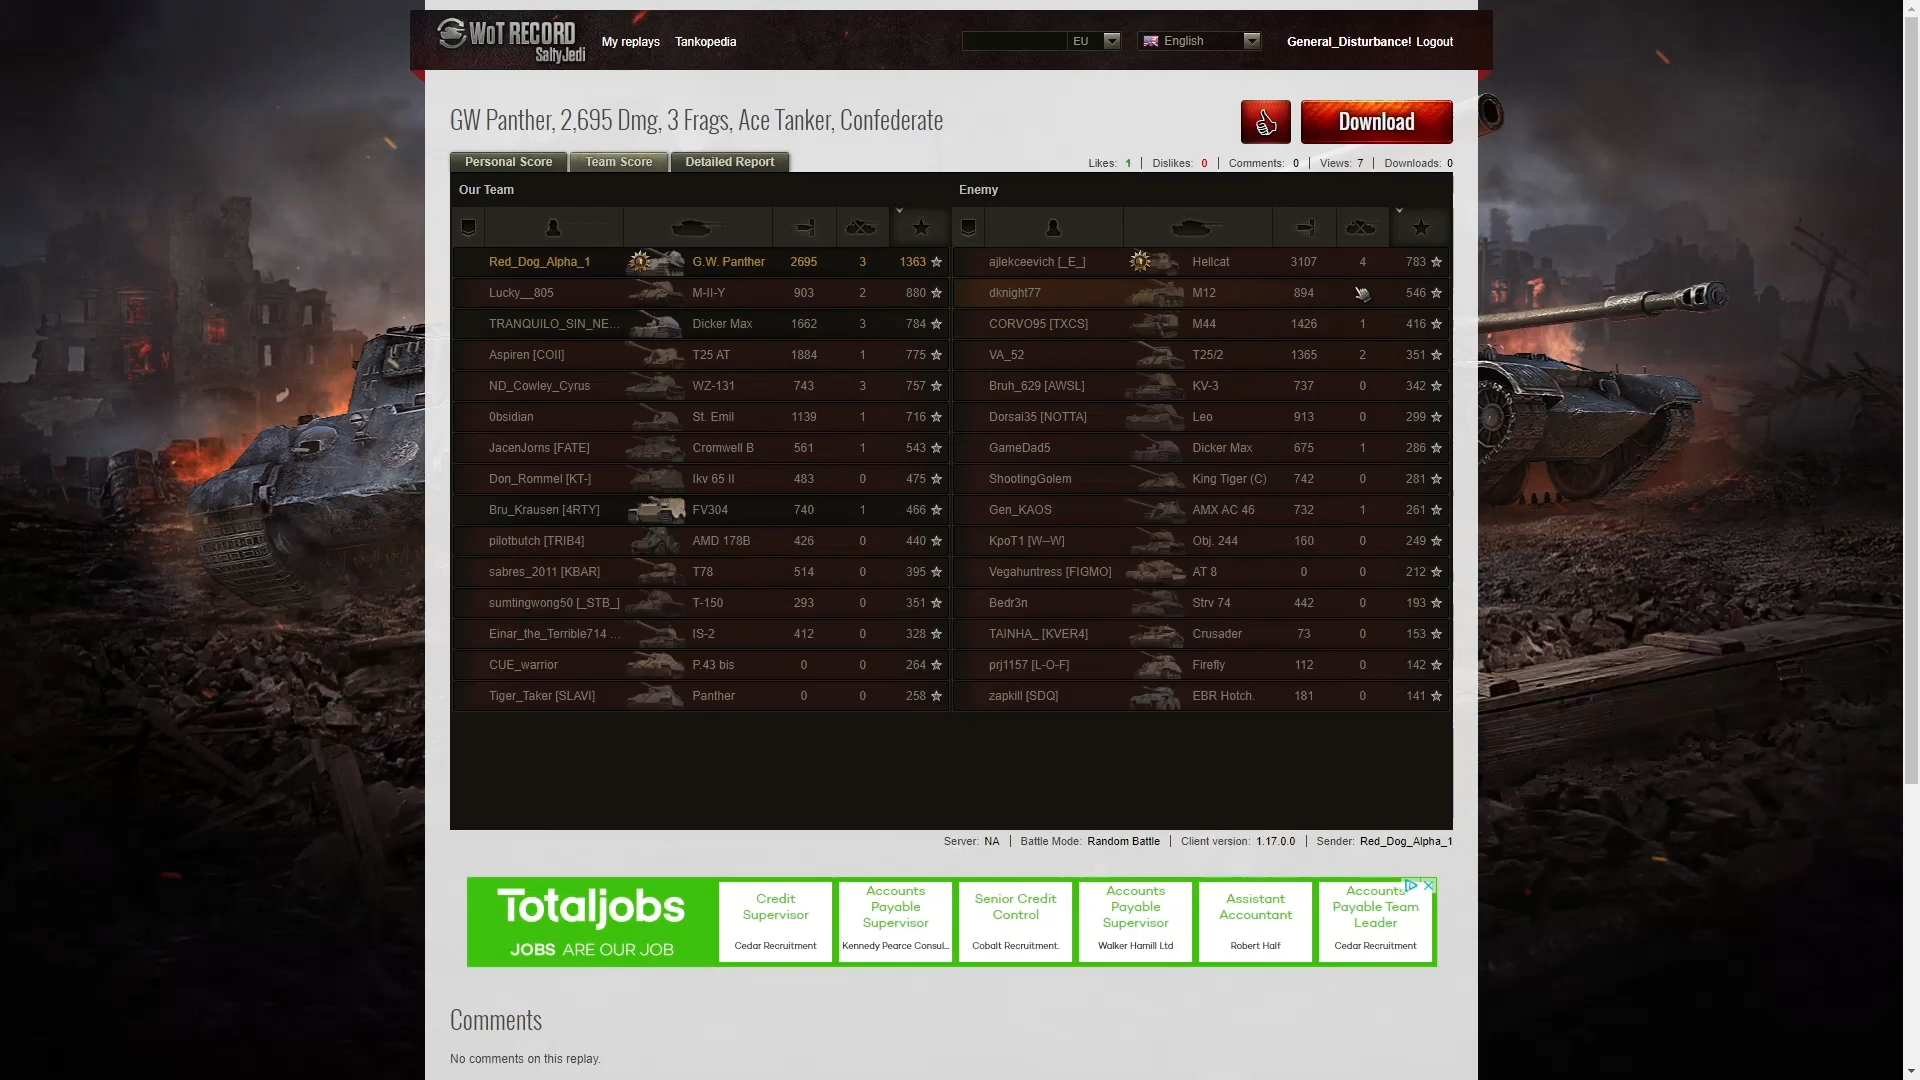 WoT RECORD
SaltyJedi
My replays Tankopedia EU English General_Disturbance! Logout
GW Panther, 2,695 Dmg, 3 Frags, Ace Tanker, Confederate
Download
Personal Score Team Score Detailed Report
Likes: 1 | Dislikes: 0 | Comments: 0 | Views: 7 | Downloads: 0
Our Team Enemy
Red_Dog_Alpha_1 G.W. Panther 2695 3 1363 ajlekceevich [_E_] Hellcat 3107 4 783
Lucky__805 M-II-Y 903 2 880 dknight77 M12 894 546
TRANQUILO_SIN_NE... Dicker Max 1662 3 784 CORVO95 [TXCS] M44 1426 1 416
Aspiren [COII] T25 AT 1884 1 775 VA_52 T25/2 1365 2 351
ND_Cowley_Cyrus WZ-131 743 3 757 Bruh_629 [AWSL] KV-3 737 0 342
0bsidian St. Emil 1139 1 716 Dorsai35 [NOTTA] Leo 913 0 299
JacenJorns [FATE] Cromwell B 561 1 543 GameDad5 Dicker Max 675 1 286
Don_Rommel [KT-] Ikv 65 II 483 0 475 ShootingGolem King Tiger (C) 742 0 281
Bru_Krausen [4RTY] FV304 740 1 466 Gen_KAOS AMX AC 46 732 1 261
pilotbutch [TRIB4] AMD 178B 426 0 440 KpoT1 [W--W] Obj. 244 160 0 249
sabres_2011 [KBAR] T78 514 0 395 Vegahuntress [FIGMO] AT 8 0 0 212
sumtingwong50 [_STB_] T-150 293 0 351 Bedr3n Strv 74 442 0 193
Einar_the_Terrible714 ... IS-2 412 0 328 TAINHA_ [KVER4] Crusader 73 0 153
CUE_warrior P.43 bis 0 0 264 prj1157 [L-O-F] Firefly 112 0 142
Tiger_Taker [SLAVI] Panther 0 0 258 zapkill [SDQ] EBR Hotch. 181 0 141
Server: NA | Battle Mode: Random Battle | Client version: 1.17.0.0 | Sender: Red_Dog_Alpha_1
Totaljobs
JOBS ARE OUR JOB
Credit
Supervisor
Cedar Recruitment
Accounts
Payable
Supervisor
Kennedy Pearce Consul...
Senior Credit
Control
Cobalt Recruitment.
Accounts
Payable
Supervisor
Walker Hamill Ltd
Assistant
Accountant
Robert Half
Accounts
Payable Team
Leader
Cedar Recruitment
Comments
No comments on this replay.